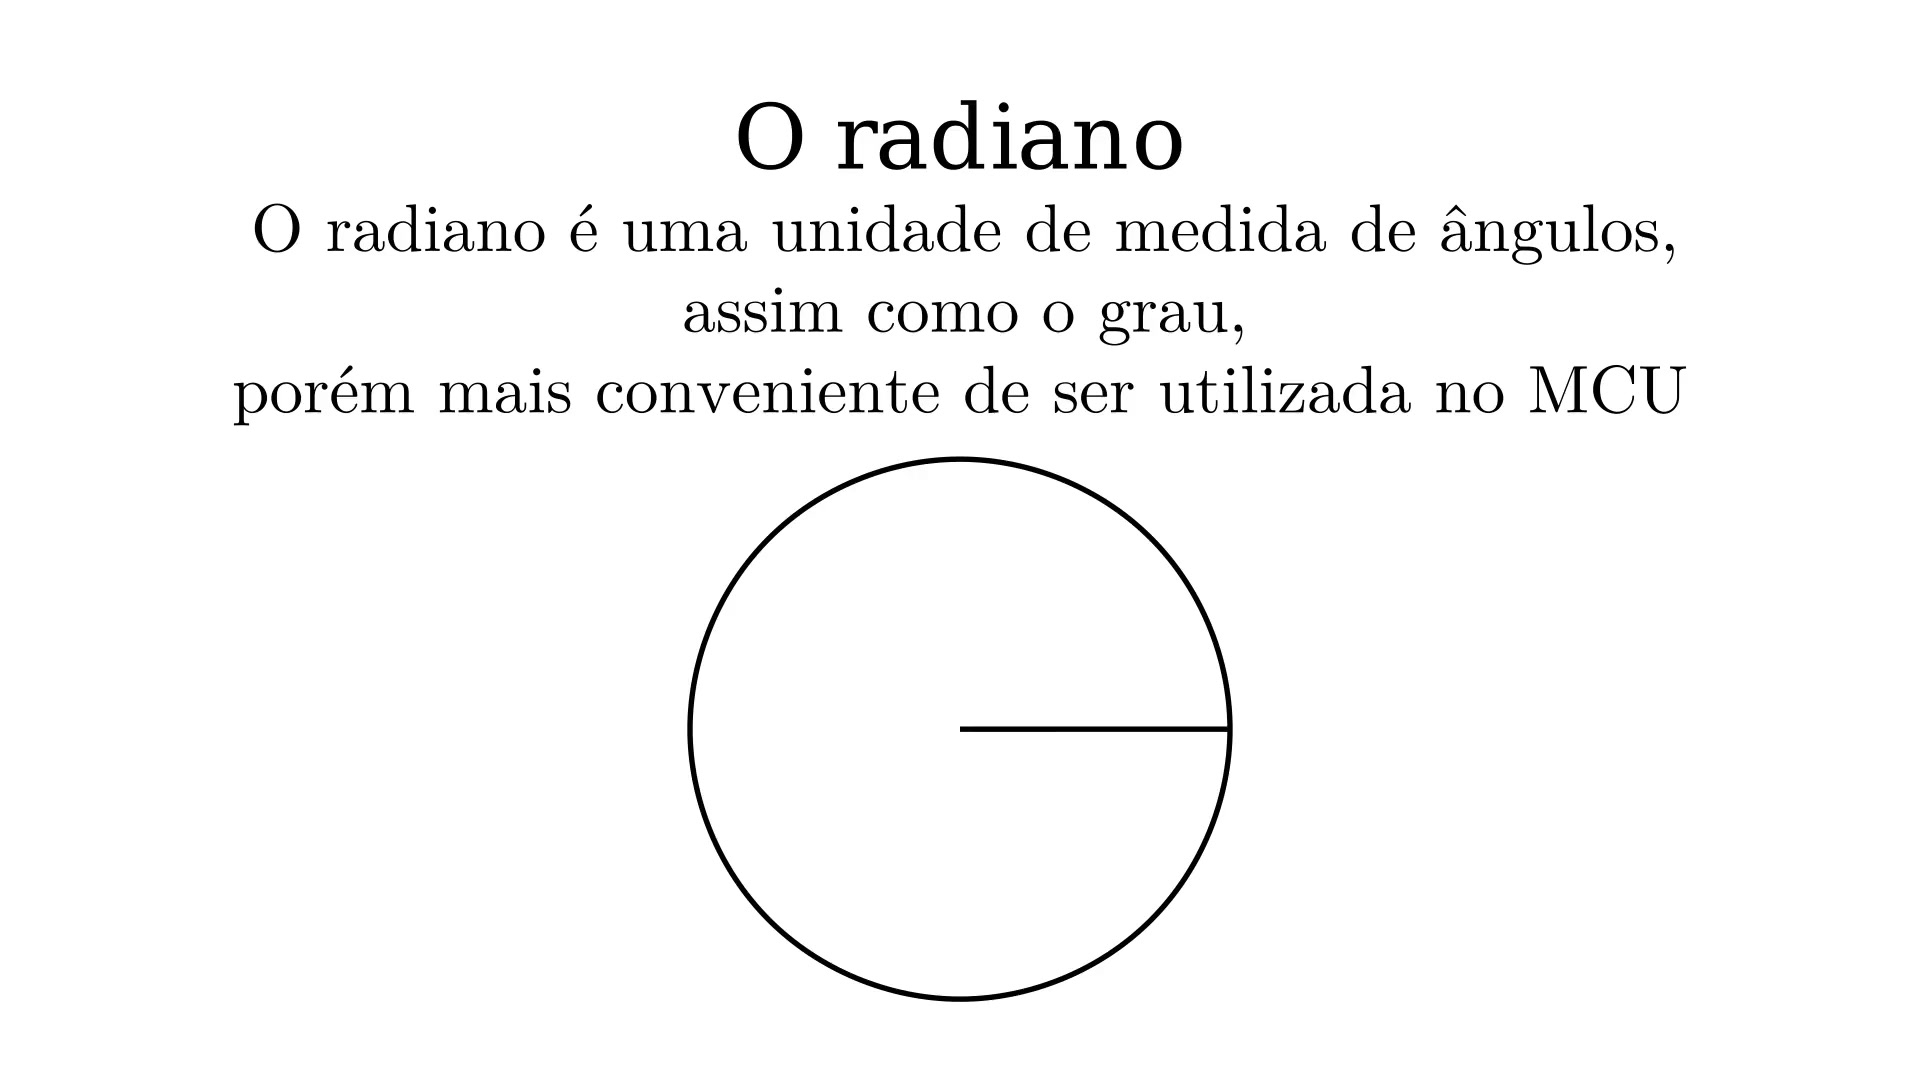 O radiano
O radiano é uma unidade de medida de ângulos,
assim como o grau,
porém mais conveniente de ser utilizada no MCU